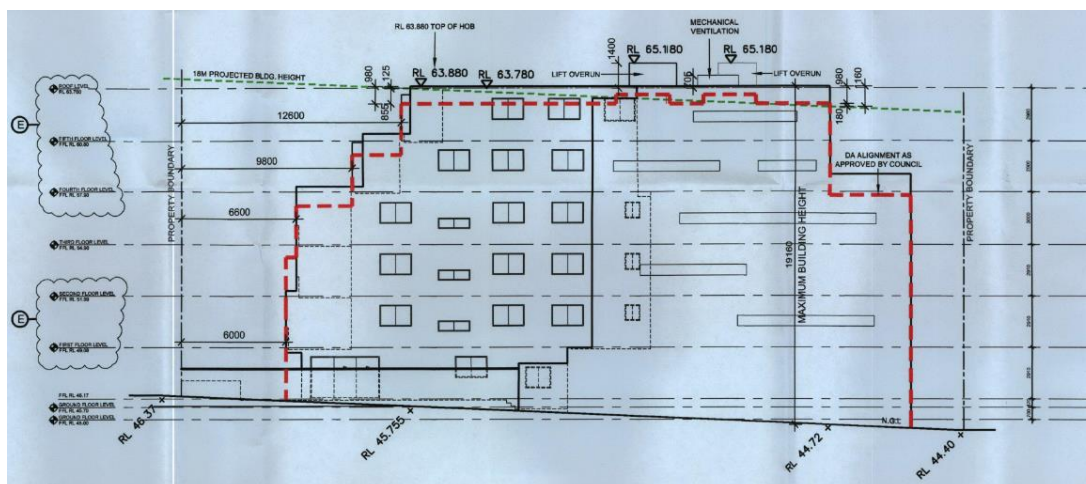 RL 63.880 TOP OF HOB
MECHANICAL
VENTILATION
18M PROJECTED BLDG. HEIGHT
980
125
855
RL 63.880
RL 63.780
1400
RL 65.180
RL 65.180
LIFT OVERUN
LIFT OVERUN
705
980
160
180
ROOF LEVEL
E
12600
FIFTH FLOOR LEVEL
9800
DA ALIGNMENT AS
APPROVED BY COUNCIL
FOURTH FLOOR LEVEL
PROPERTY BOUNDARY
6600
19160
MAXIMUM BUILDING HEIGHT
PROPERTY BOUNDARY
THIRD FLOOR LEVEL
SECOND FLOOR LEVEL
E
6000
FIRST FLOOR LEVEL
GROUND FLOOR LEVEL
GROUND FLOOR LEVEL
N.G.L
RL 46.37
RL 45.755
RL 44.72
RL 44.40